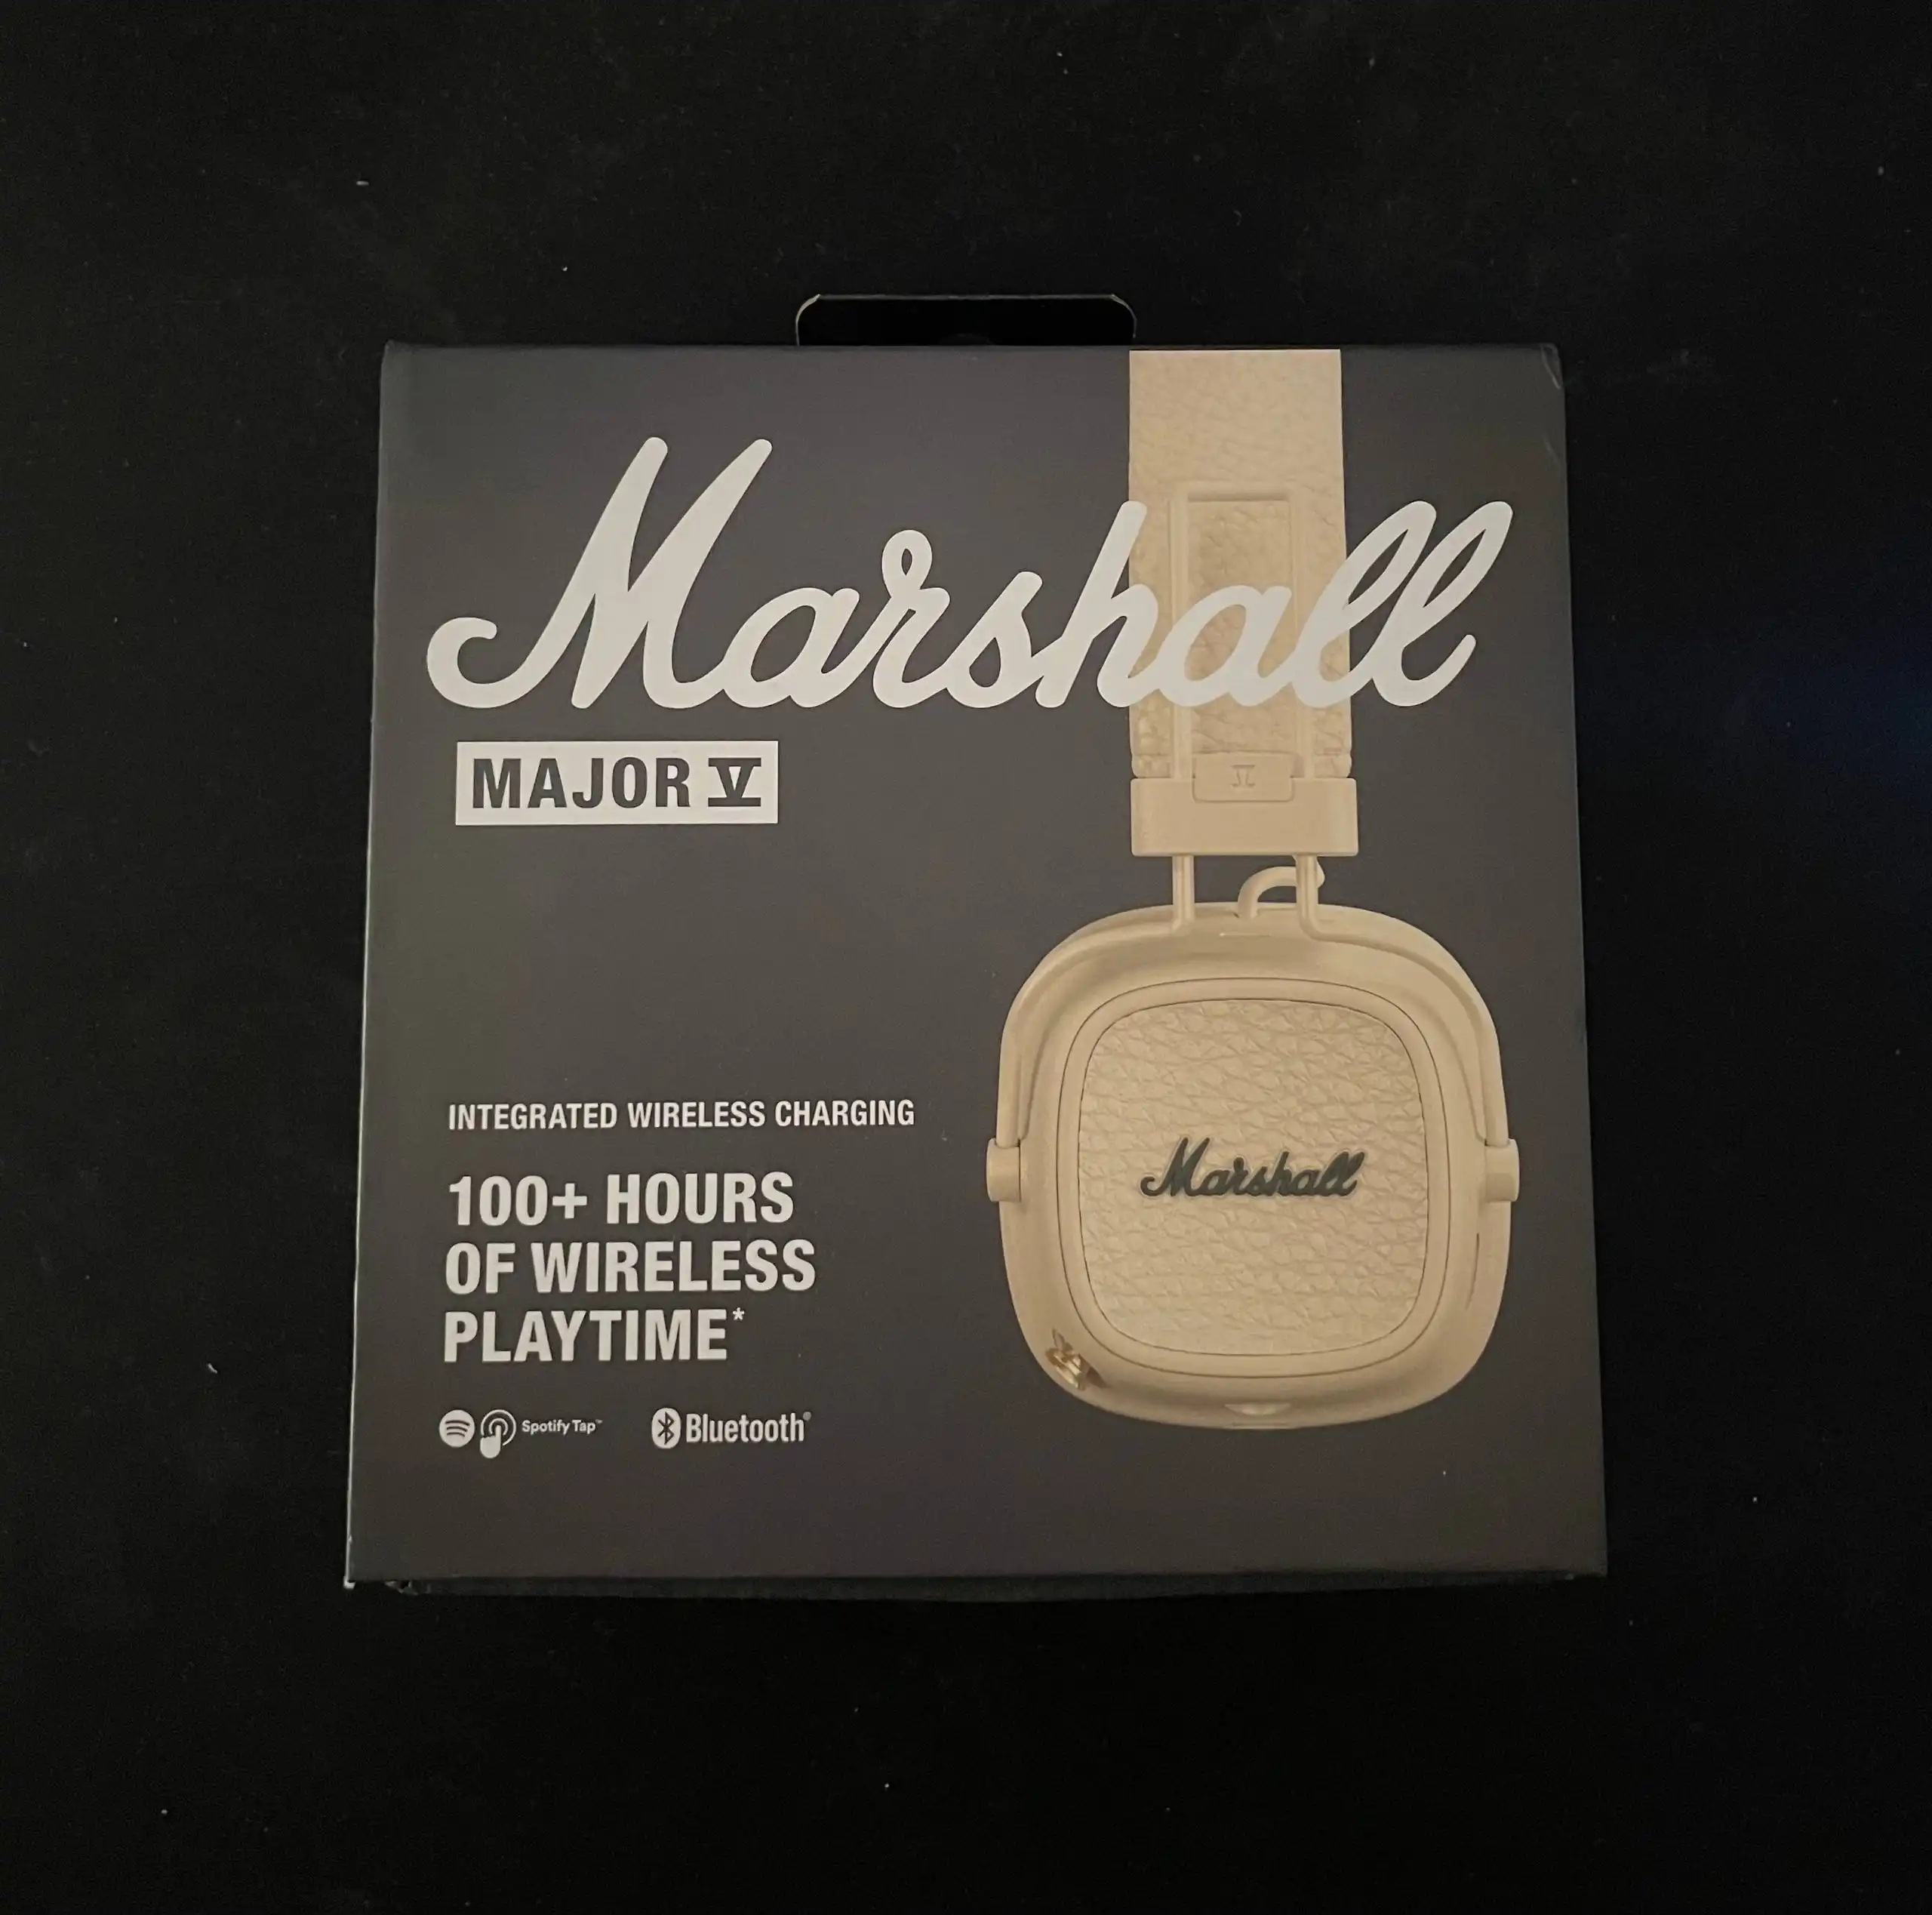 Marshall
MAJOR V
INTEGRATED WIRELESS CHARGING
100+ HOURS
OF WIRELESS
PLAYTIME*
Spotify Tap™
Bluetooth®
V
Marshall
M